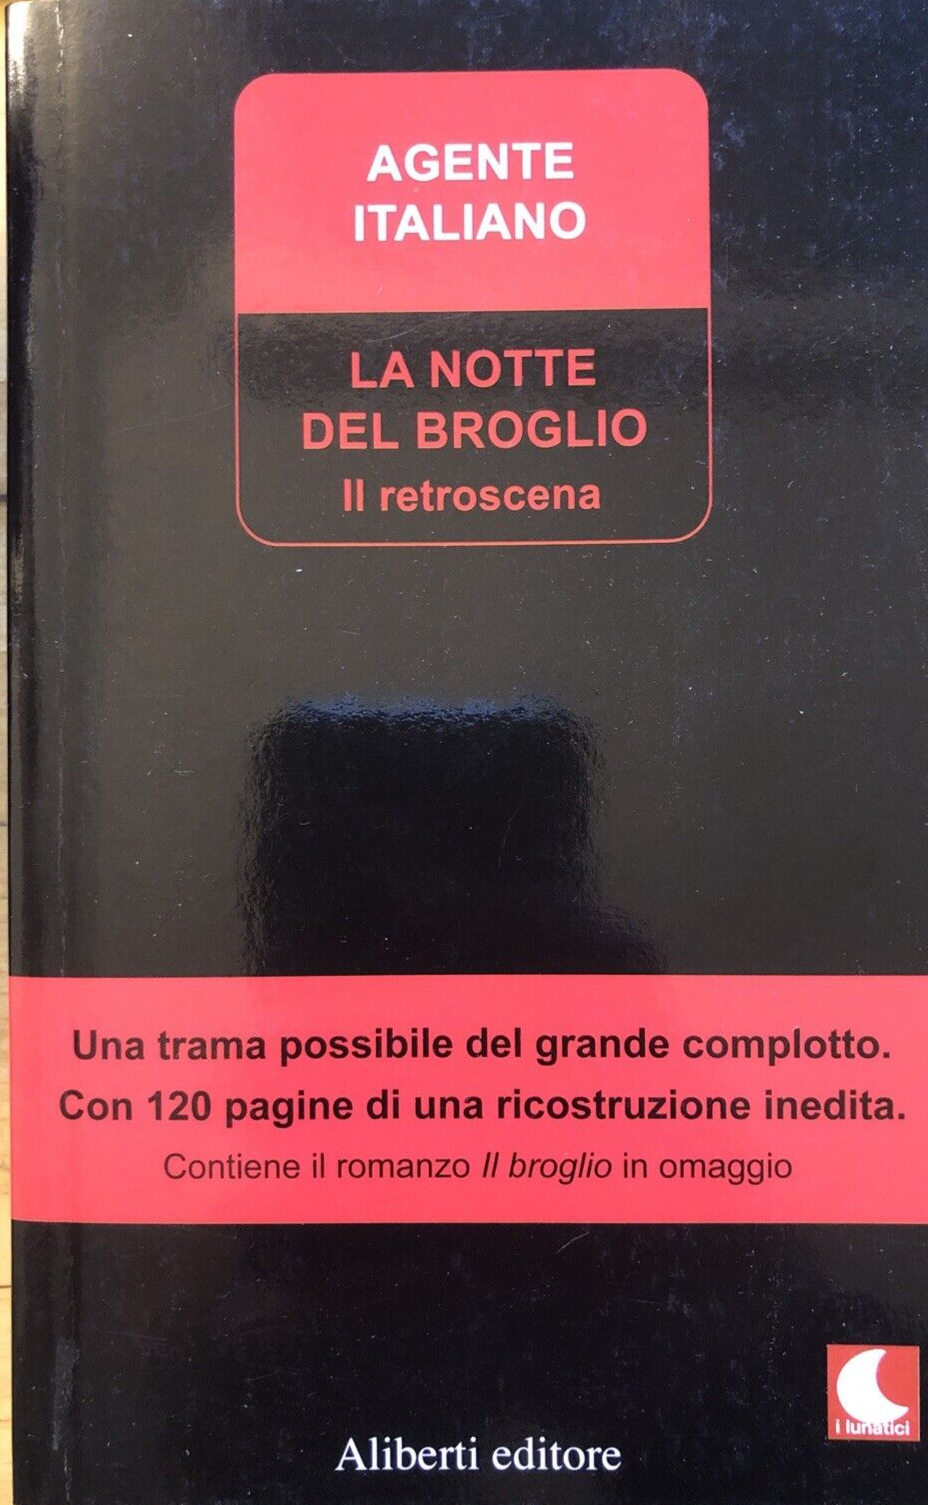 AGENTE
ITALIANO
LA NOTTE
DEL BROGLIO
Il retroscena
Una trama possibile del grande complotto.
Con 120 pagine di una ricostruzione inedita.
Contiene il romanzo Il broglio in omaggio
i lunatici
Aliberti editore